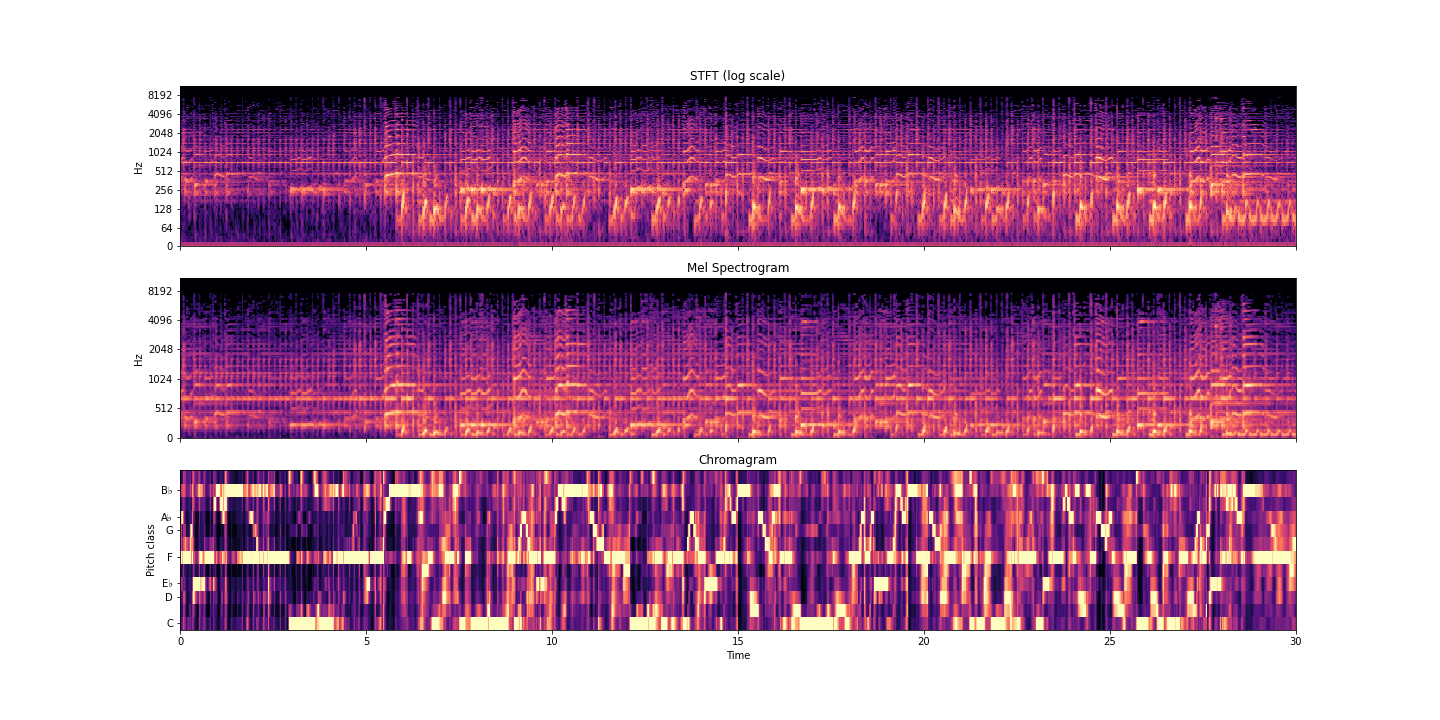 STFT (log scale)
8192
4096
2048
1024
512
256
128
64
0
Hz
Mel Spectrogram
8192
4096
2048
1024
512
0
Hz
Chromagram
B♭
A♭
G
F
E♭
D
C
Pitch class
0 5 10 15 20 25 30
Time